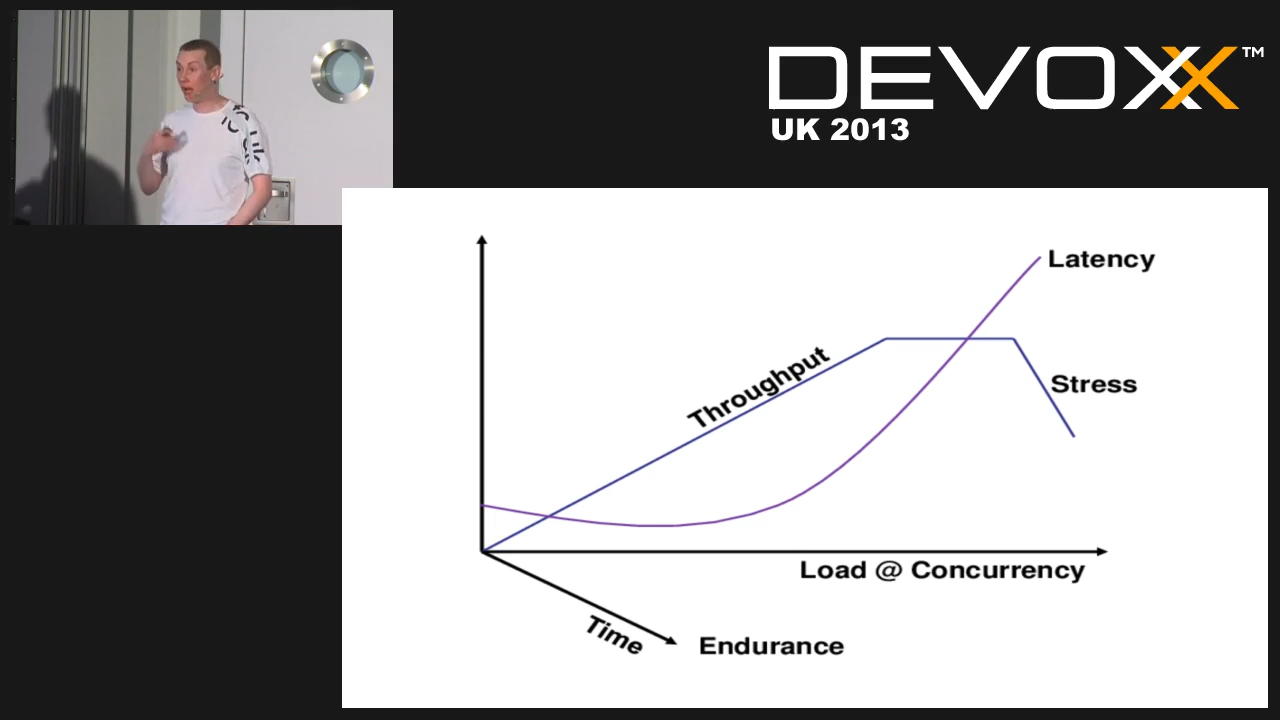 DEVOXX™
UK 2013
Latency
Throughput
Stress
Load @ Concurrency
Time
Endurance